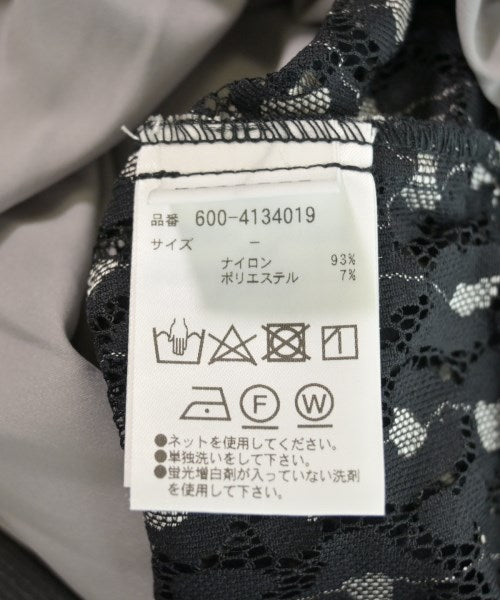 品番 600-4134019
サイズ -
ナイロン 93%
ポリエステル 7%
F W
●ネットを使用してください。
●単独洗いをして下さい。
●蛍光増白剤が入っていない洗剤
を使用して下さい。